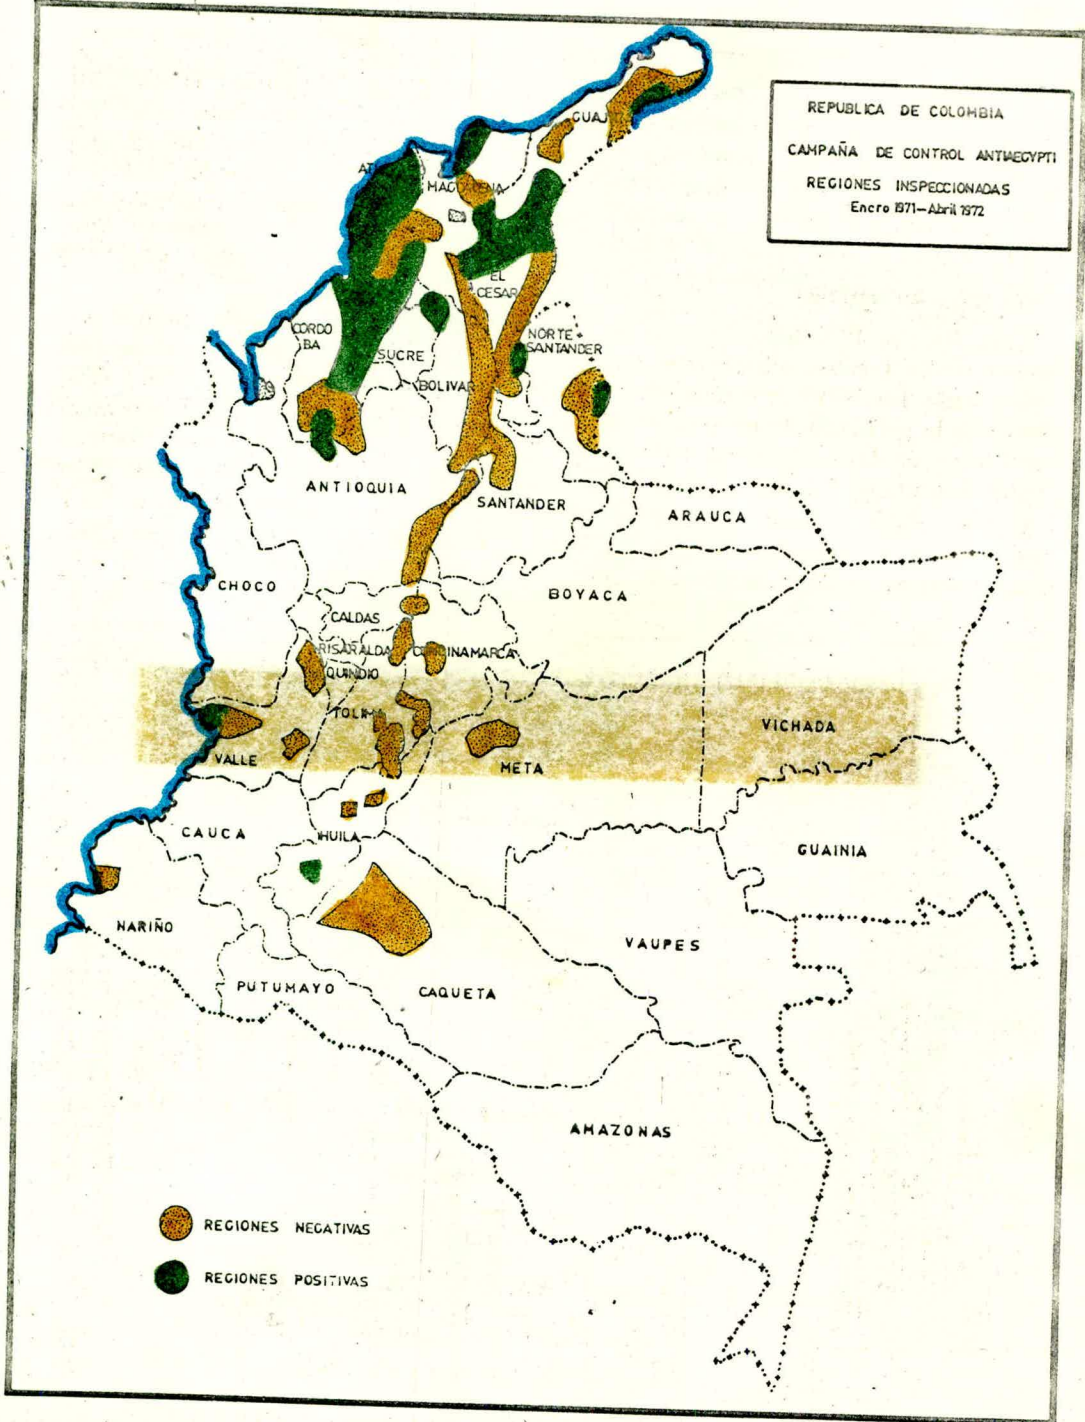 REPUBLICA DE COLOMBIA
CAMPAÑA DE CONTROL ANTIAEGYPTI
REGIONES INSPECCIONADAS
Enero 1971-Abril 1972
MAGDALENA
EL
CESAR
CORDO
BA
SUCRE
BOLIVAR
NORTE
SANTANDER
ANTIOQUIA
SANTANDER
ARAUCA
CHOCO
BOYACA
CALDAS
RISARALDA
CUNDINAMARCA
QUINDIO
TOLIMA
VICHADA
VALLE
META
CAUCA
HUILA
GUAINIA
NARIÑO
VAUPES
PUTUMAYO
CAQUETA
AMAZONAS
REGIONES NEGATIVAS
REGIONES POSITIVAS